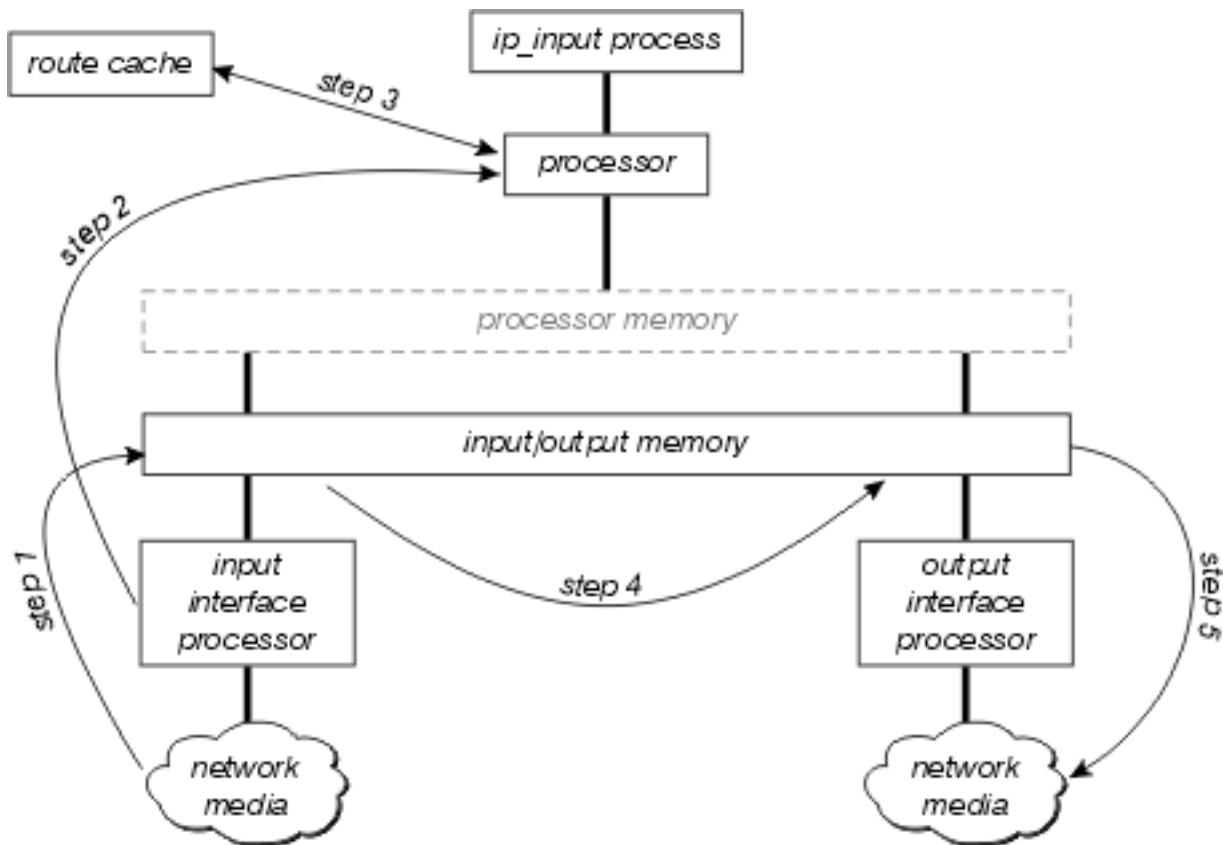 ip_input process
route cache
step 3
processor
step 2
processor memory
input/output memory
step 1
input
interface
processor
step 4
output
interface
processor
step 5
network
media
network
media